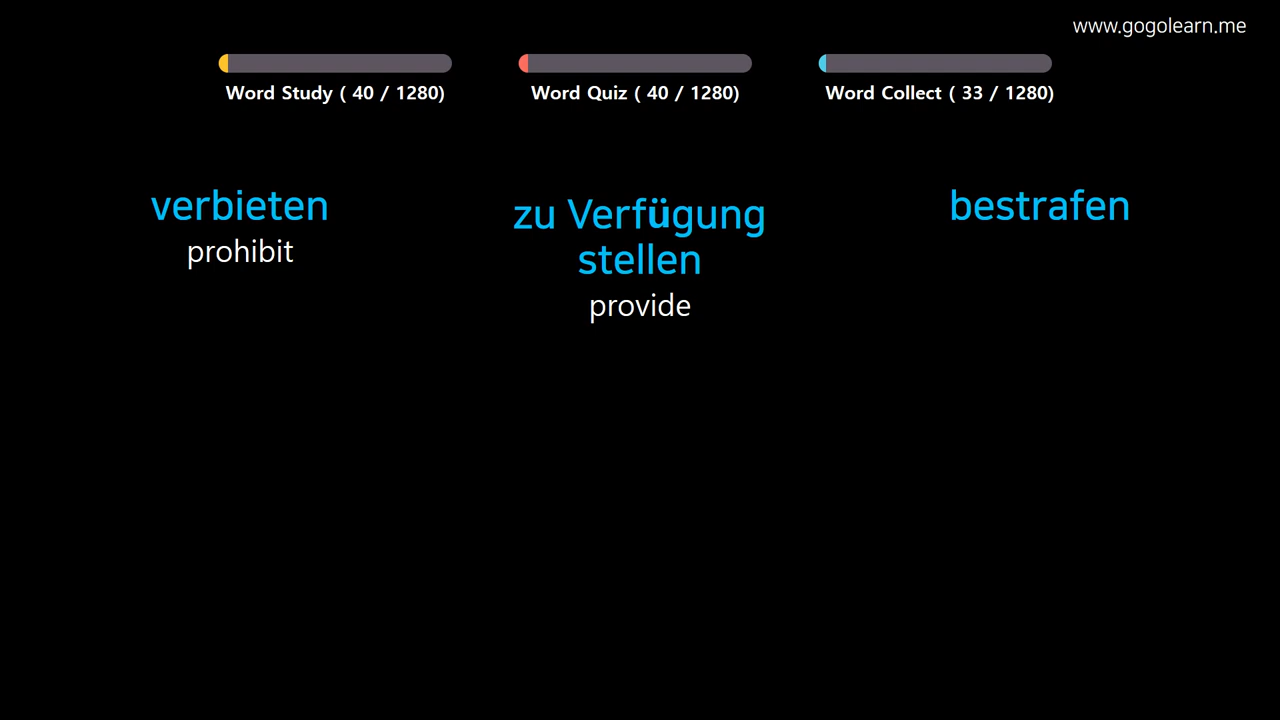 www.gogolearn.me
Word Study ( 40 / 1280)
Word Quiz ( 40 / 1280)
Word Collect ( 33 / 1280)
verbieten
prohibit
zu Verfügung
stellen
provide
bestrafen